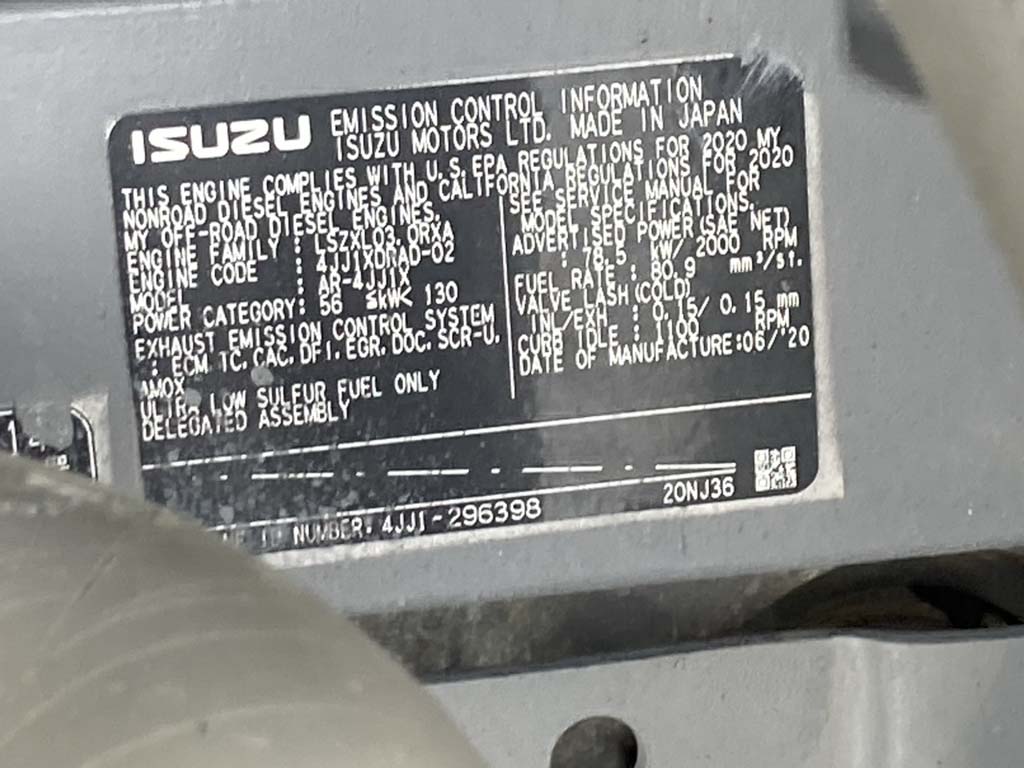 ISUZU
EMISSION CONTROL INFORMATION
ISUZU MOTORS LTD. MADE IN JAPAN
THIS ENGINE COMPLIES WITH U.S.EPA REGULATIONS FOR 2020 MY
NONROAD DIESEL ENGINES AND CALIFORNIA REGULATIONS FOR 2020
MY OFF-ROAD DIESEL ENGINES.
ENGINE FAMILY : LSZXL03.0RXA
ENGINE CODE : 4JJ1XDRAD-02
MODEL : AR-4JJ1X
POWER CATEGORY: 56 ≤kW< 130
EXHAUST EMISSION CONTROL SYSTEM
: ECM TC.CAC.DFI.EGR.DOC.SCR-U.
AMOX
ULTRA LOW SULFUR FUEL ONLY
DELEGATED ASSEMBLY
SEE SERVICE MANUAL FOR
MODEL SPECIFICATIONS.
ADVERTISED POWER(SAE NET)
: 78.5 kW/ 2000 RPM
FUEL RATE : 80.9 mm³/st.
VALVE LASH(COLD)
INL/EXH : 0.15/ 0.15 mm
CURB IDLE : 1100 RPM
DATE OF MANUFACTURE:06/'20
20NJ36
ID NUMBER: 4JJ1-296398